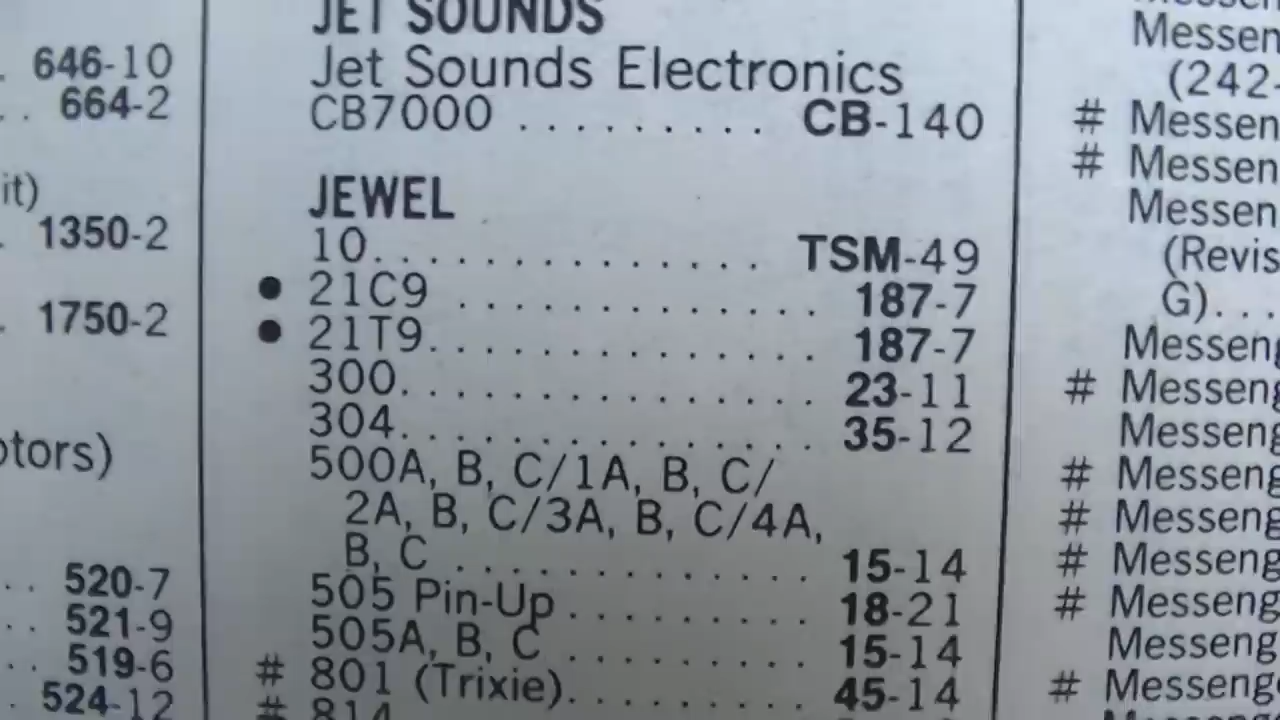 646-10
664-2
it)
1350-2
1750-2
otors)
520-7
521-9
519-6
524-12
JET SOUNDS
Jet Sounds Electronics
CB7000 ......... CB-140
JEWEL
10.............. TSM-49
● 21C9 .............. 187-7
● 21T9............... 187-7
300................ 23-11
304................ 35-12
500A, B, C/1A, B, C/
2A, B, C/3A, B, C/4A,
B, C .............. 15-14
505 Pin-Up.......... 18-21
505A, B, C .......... 15-14
# 801 (Trixie).......... 45-14
# 814
Messen
(242-
# Messen
# Messen
Messen
(Revis
G)...
Messeng
# Messeng
Messeng
# Messeng
# Messeng
# Messeng
# Messeng
Messeng
# Messenge